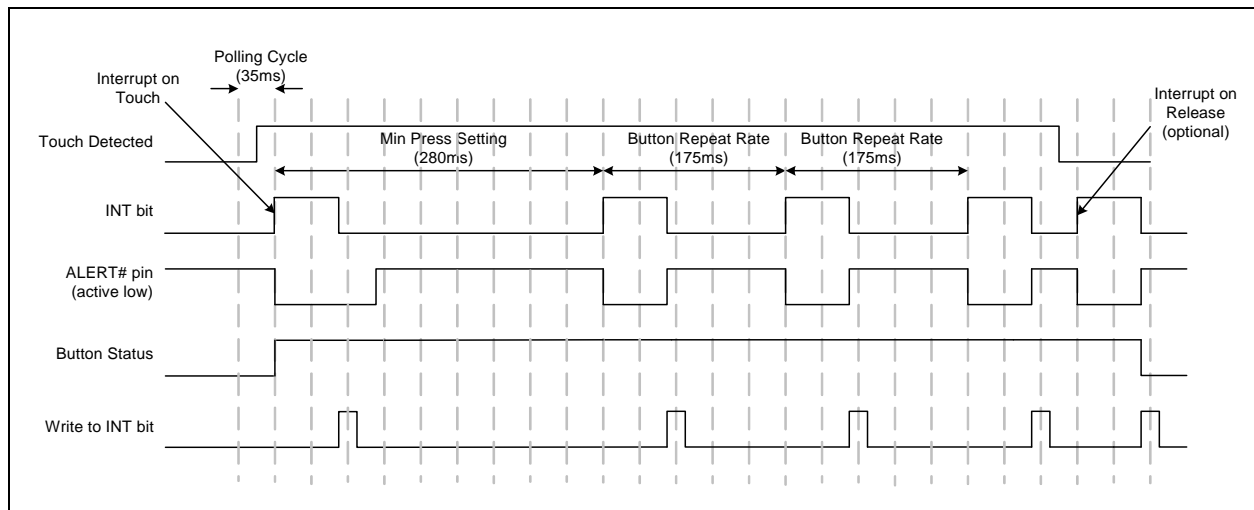 Polling Cycle
(35ms)
Interrupt on
Touch
Interrupt on
Release
(optional)
Touch Detected
Min Press Setting
(280ms)
Button Repeat Rate
(175ms)
Button Repeat Rate
(175ms)
INT bit
ALERT# pin
(active low)
Button Status
Write to INT bit